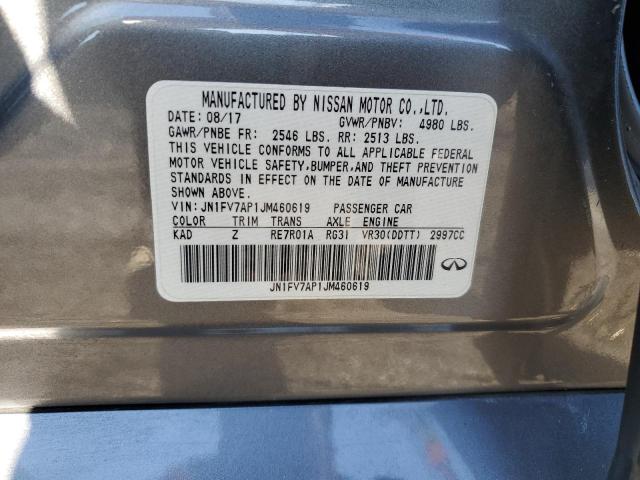 MANUFACTURED BY NISSAN MOTOR CO.,LTD.
DATE: 08/17 GVWR/PNBV: 4980 LBS.
GAWR/PNBE FR: 2546 LBS. RR: 2513 LBS.
THIS VEHICLE CONFORMS TO ALL APPLICABLE FEDERAL
MOTOR VEHICLE SAFETY,BUMPER,AND THEFT PREVENTION
STANDARDS IN EFFECT ON THE DATE OF MANUFACTURE
SHOWN ABOVE.
VIN:JN1FV7AP1JM460619 PASSENGER CAR
COLOR TRIM TRANS AXLE ENGINE
KAD Z RE7R01A RG31 VR30(DDTT) 2997CC
JN1FV7AP1JM460619